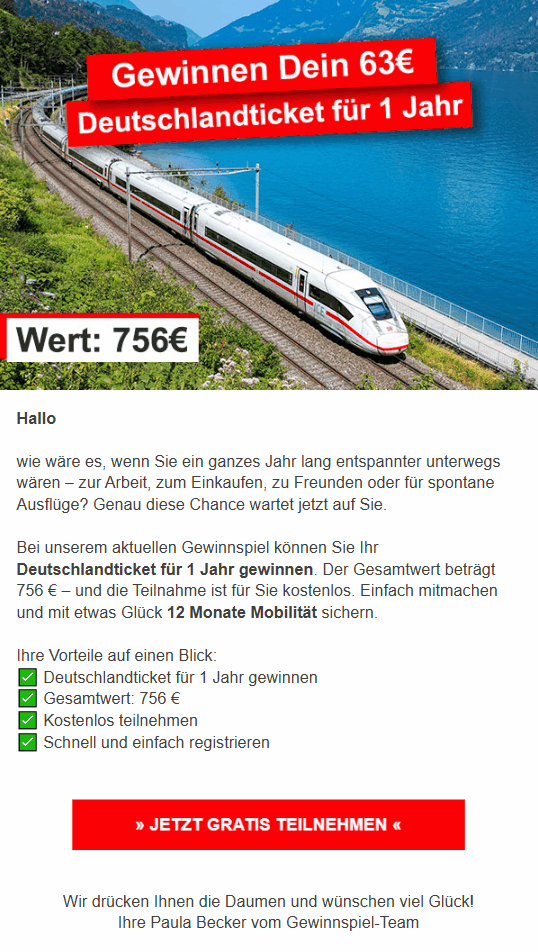 Gewinnen Dein 63€
Deutschlandticket für 1 Jahr
Wert: 756€
Hallo
wie wäre es, wenn Sie ein ganzes Jahr lang entspannter unterwegs
wären – zur Arbeit, zum Einkaufen, zu Freunden oder für spontane
Ausflüge? Genau diese Chance wartet jetzt auf Sie.
Bei unserem aktuellen Gewinnspiel können Sie Ihr
Deutschlandticket für 1 Jahr gewinnen. Der Gesamtwert beträgt
756 € – und die Teilnahme ist für Sie kostenlos. Einfach mitmachen
und mit etwas Glück 12 Monate Mobilität sichern.
Ihre Vorteile auf einen Blick:
✅ Deutschlandticket für 1 Jahr gewinnen
✅ Gesamtwert: 756 €
✅ Kostenlos teilnehmen
✅ Schnell und einfach registrieren
» JETZT GRATIS TEILNEHMEN «
Wir drücken Ihnen die Daumen und wünschen viel Glück!
Ihre Paula Becker vom Gewinnspiel-Team